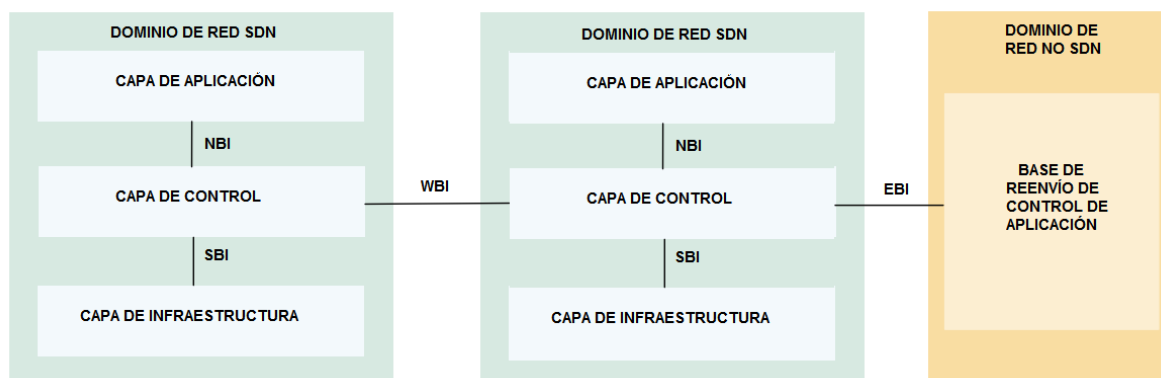 DOMINIO DE RED SDN
CAPA DE APLICACIÓN
NBI
CAPA DE CONTROL
SBI
CAPA DE INFRAESTRUCTURA
WBI
DOMINIO DE RED SDN
CAPA DE APLICACIÓN
NBI
CAPA DE CONTROL
SBI
CAPA DE INFRAESTRUCTURA
EBI
DOMINIO DE
RED NO SDN
BASE DE
REENVÍO DE
CONTROL DE
APLICACIÓN